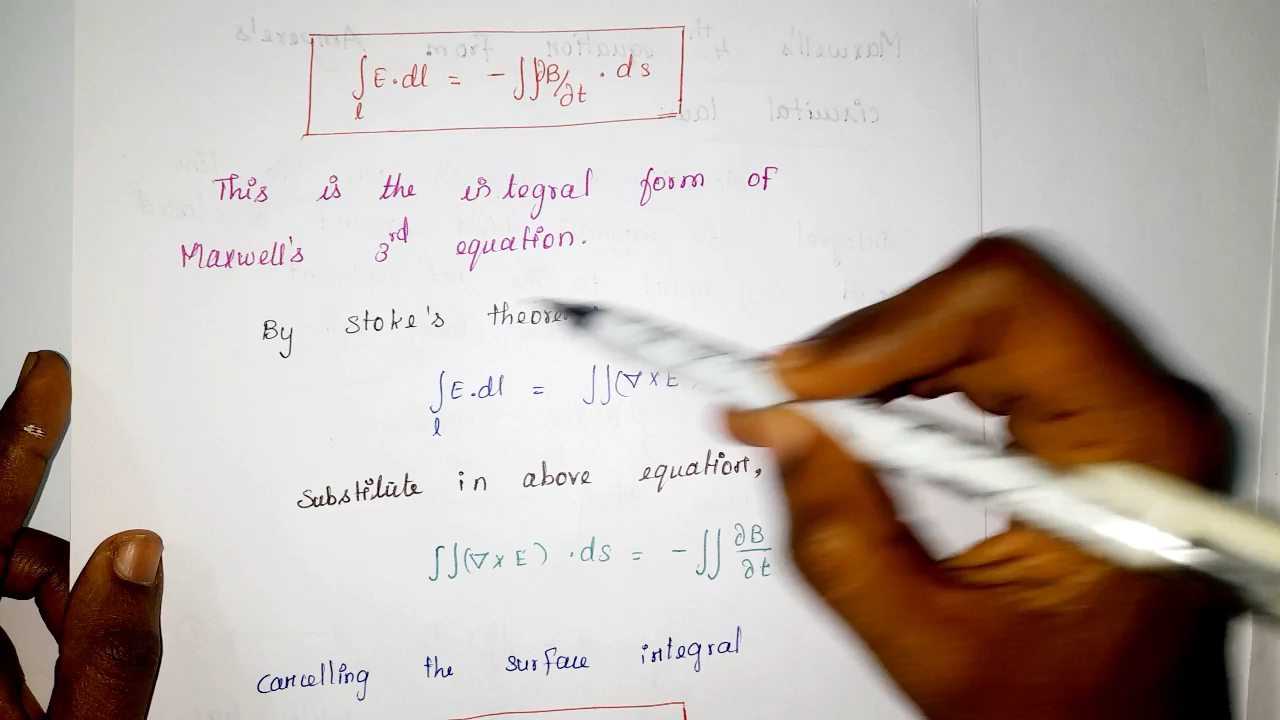 ∫E.dl = - ∬∂B/∂t . ds
l
This is the integral form of
Maxwell's 3rd equation.
By Stoke's
∫E.dl = ∬(∇×E
l
Substitute in above equation,
∬(∇×E) .ds = -∬ ∂B/∂t
cancelling the surface integral